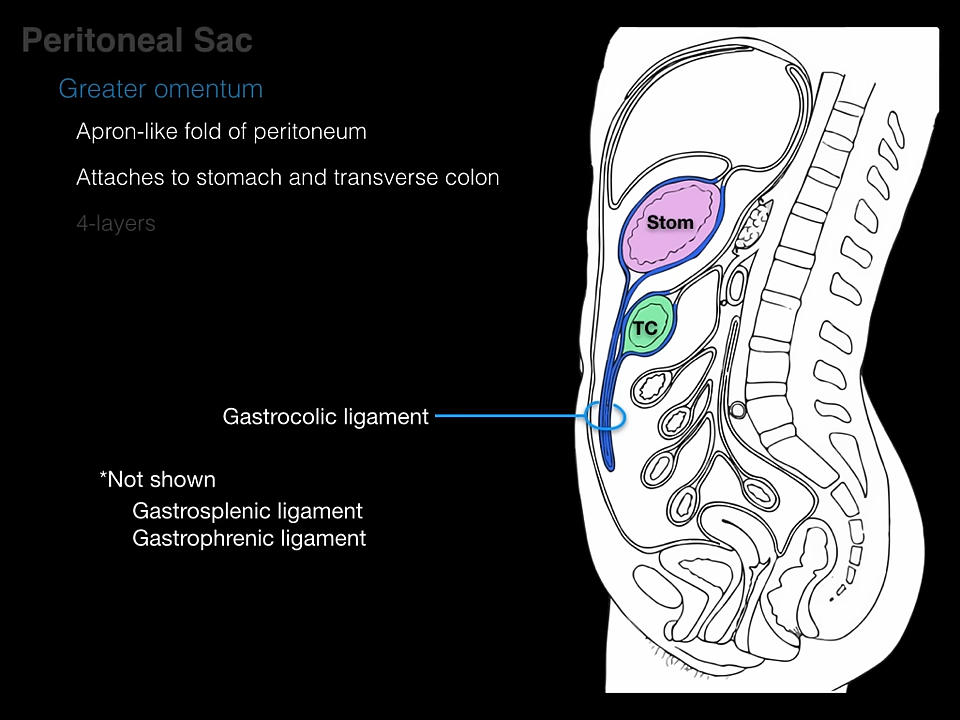 Peritoneal Sac
Greater omentum
Apron-like fold of peritoneum
Attaches to stomach and transverse colon
4-layers
Stom
TC
Gastrocolic ligament
*Not shown
Gastrosplenic ligament
Gastrophrenic ligament